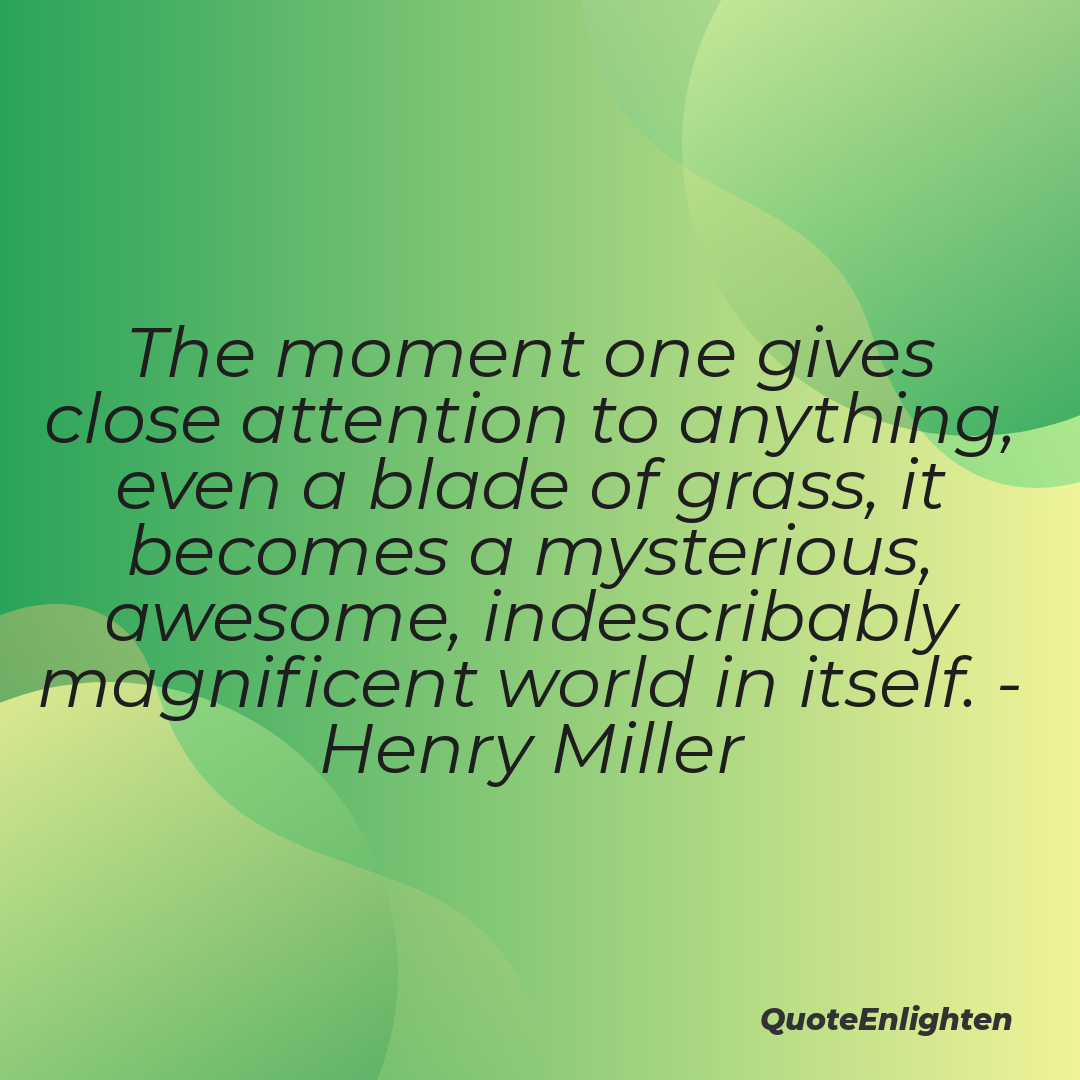 The moment one gives
close attention to anything,
even a blade of grass, it
becomes a mysterious,
awesome, indescribably
magnificent world in itself. -
Henry Miller
QuoteEnlighten